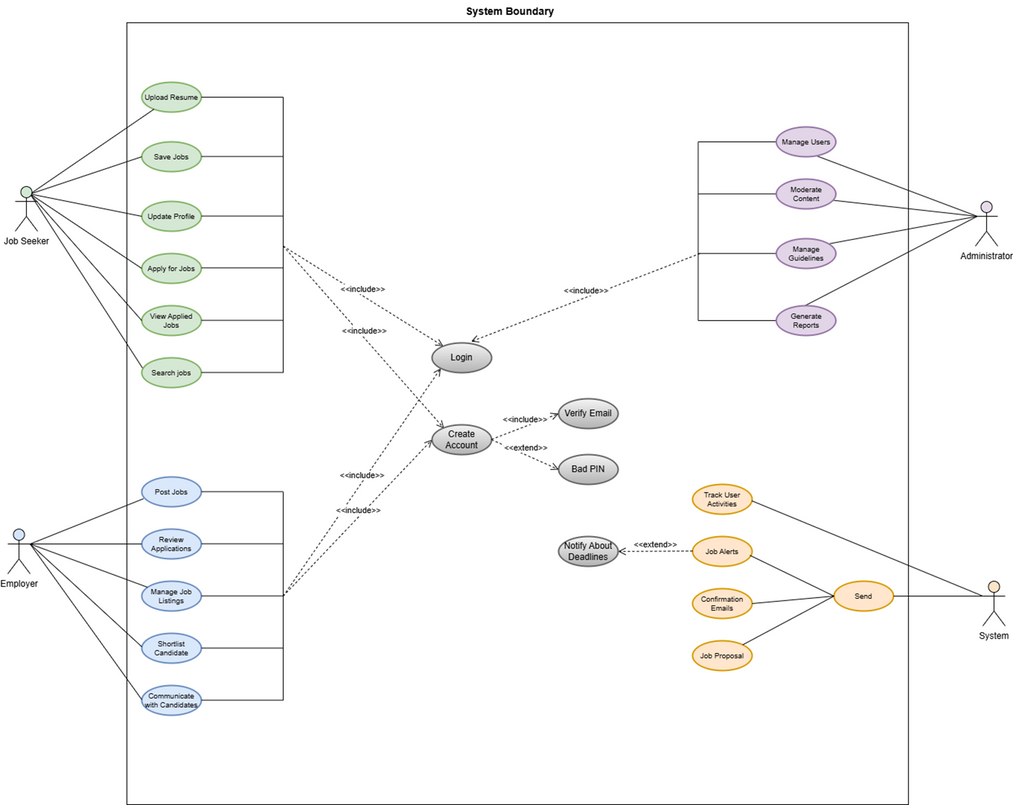 System Boundary
Upload Resume
Save Jobs
Update Profile
Apply for Jobs
View Applied
Jobs
Search jobs
Job Seeker
Manage Users
Moderate
Content
Manage
Guidelines
Generate
Reports
Administrator
<<include>>
<<include>>
<<include>>
Login
Create
Account
<<include>>
Verify Email
<<extend>>
Bad PIN
<<include>>
<<include>>
Post Jobs
Review
Applications
Manage Job
Listings
Shortlist
Candidate
Communicate
with Candidates
Employer
Track User
Activities
Notify About
Deadlines
<<extend>>
Job Alerts
Confirmation
Emails
Job Proposal
Send
System